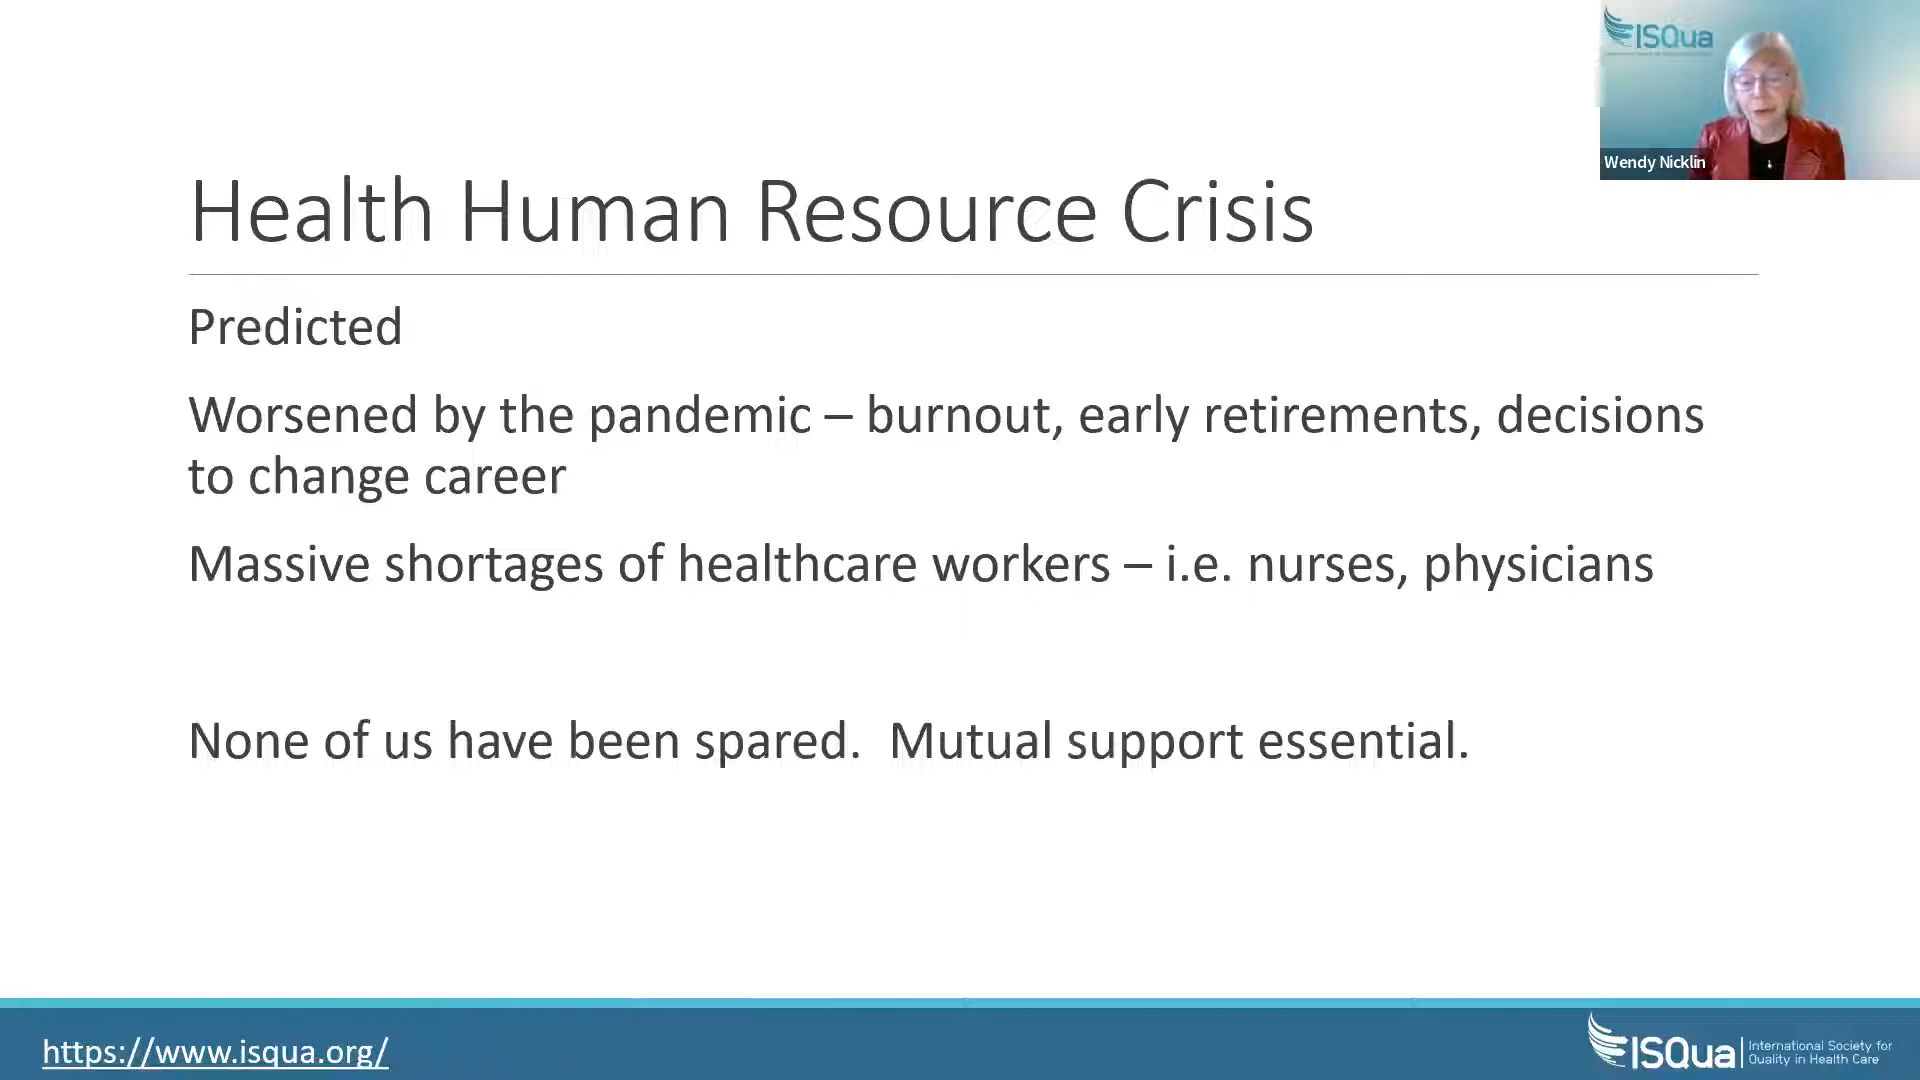 ISQua
Wendy Nicklin
Health Human Resource Crisis
Predicted
Worsened by the pandemic – burnout, early retirements, decisions
to change career
Massive shortages of healthcare workers – i.e. nurses, physicians
None of us have been spared.  Mutual support essential.
https://www.isqua.org/
ISQua
International Society for
Quality in Health Care